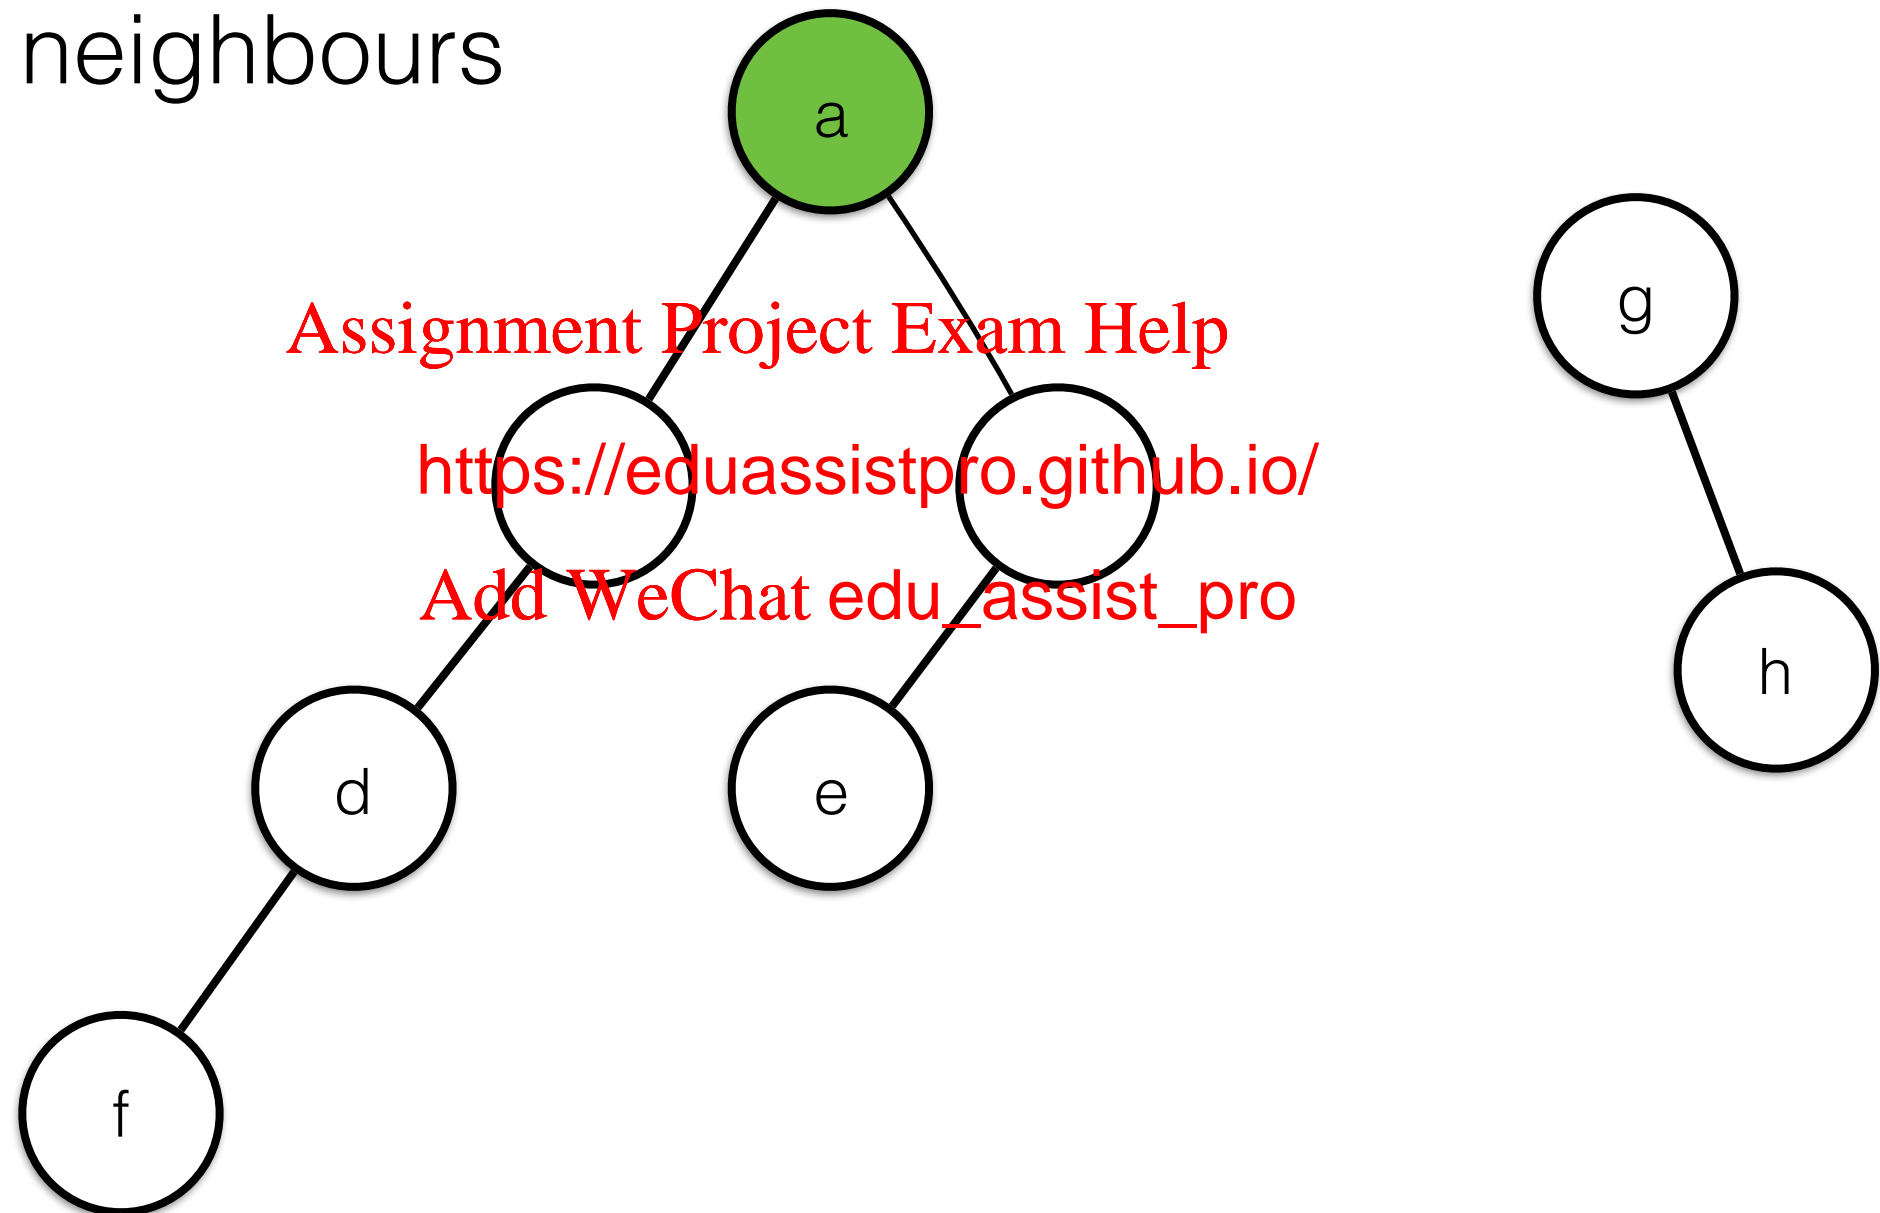 neighbours
a
g
Assignment Project Exam Help
https://eduassistpro.github.io/
Add WeChat edu_assist_pro
h
d
e
f